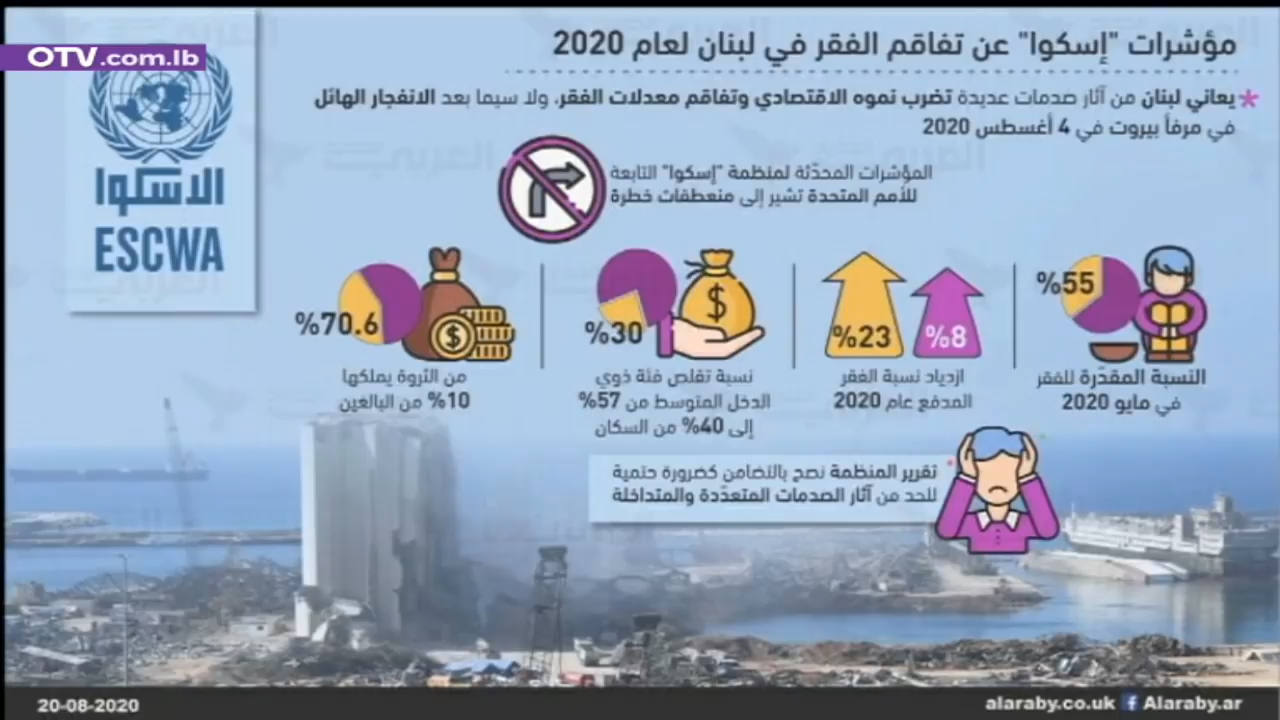 OTV.com.lb
مؤشرات "إسكوا" عن تفاقم الفقر في لبنان لعام 2020
* يعاني لبنان من آثار صدمات عديدة تضرب نموه الاقتصادي وتفاقم معدلات الفقر، ولا سيما بعد الانفجار الهائل
في مرفأ بيروت في 4 أغسطس 2020
الاسكوا
ESCWA
المؤشرات المحدّثة لمنظمة "إسكوا" التابعة
للأمم المتحدة تشير إلى منعطفات خطرة
%55
النسبة المقدّرة للفقر
في مايو 2020
%8
%23
ازدياد نسبة الفقر
المدقع عام 2020
%30
نسبة تقلص فئة ذوي
الدخل المتوسط من 57%
إلى 40% من السكان
%70.6
من الثروة يملكها
10% من البالغين
تقرير المنظمة نصح بالتضامن كضرورة حتمية
للحد من آثار الصدمات المتعدّدة والمتداخلة
20-08-2020
alaraby.co.uk f Alaraby.ar
العربي